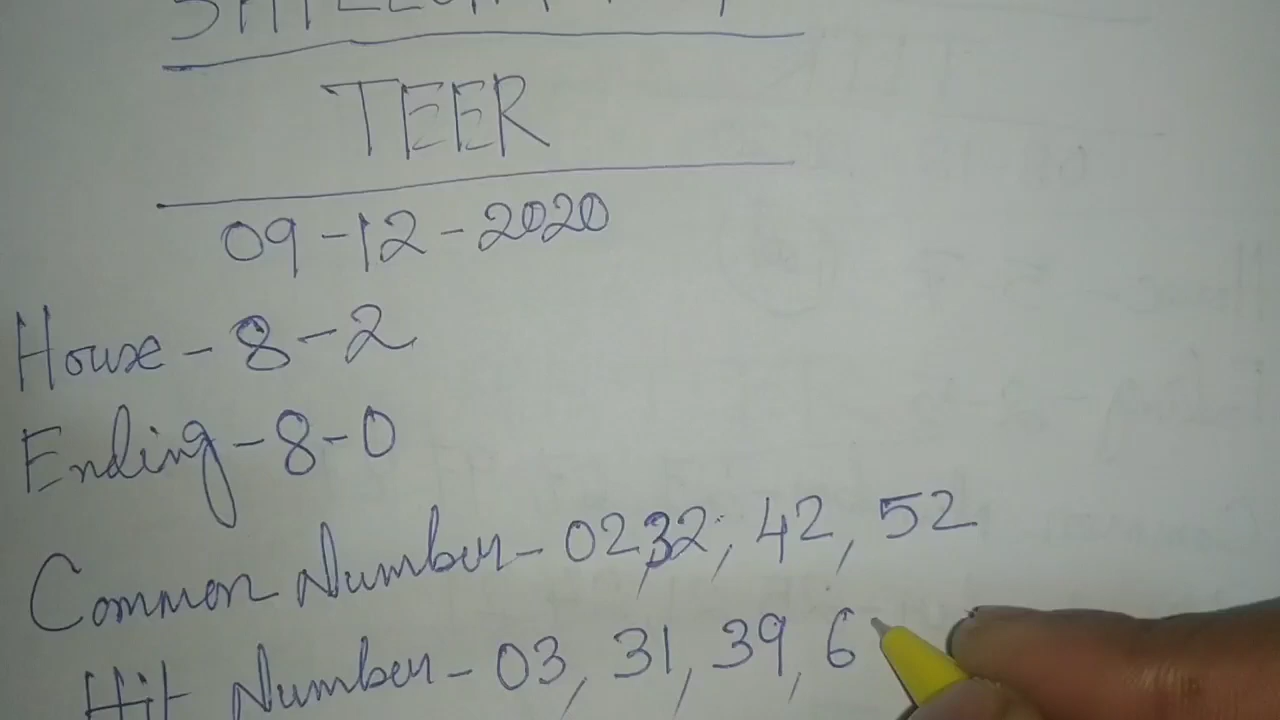 TEER
09-12-2020
House-8-2
Ending-8-0
Common Number-02,32, 42, 52
Hit Number-03, 31, 39, 6